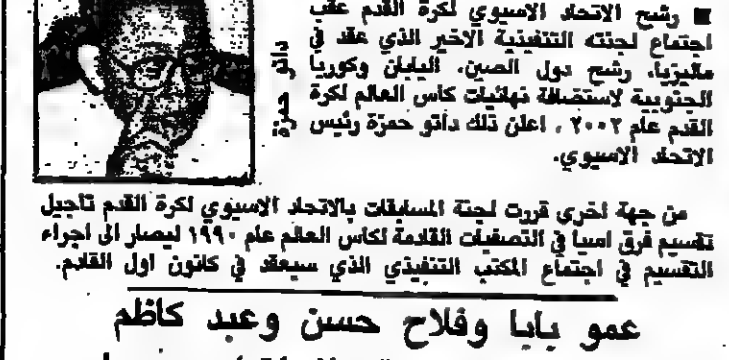 ■ رشح الاتحاد الاسيوي لكرة القدم عقب
اجتماع لجنته التنفيذية الاخير الذي عقد في
ماليزيا، رشح دول الصين، اليابان وكوريا
الجنوبية لاستضافة نهائيات كاس العالم لكرة
القدم عام ٢٠٠٢ ، اعلن ذلك داتو حمزة رئيس
الاتحاد الاسيوي.
داتو حمزة
من جهة اخرى قررت لجنة المسابقات بالاتحاد الاسيوي لكرة القدم تاجيل
تقسيم فرق اسيا في التصفيات القادمة لكاس العالم عام ١٩٩٠ ليصار الى اجراء
التقسيم في اجتماع المكتب التنفيذي الذي سيعقد في كانون اول القادم.
عمو بابا وفلاح حسن وعبد كاظم